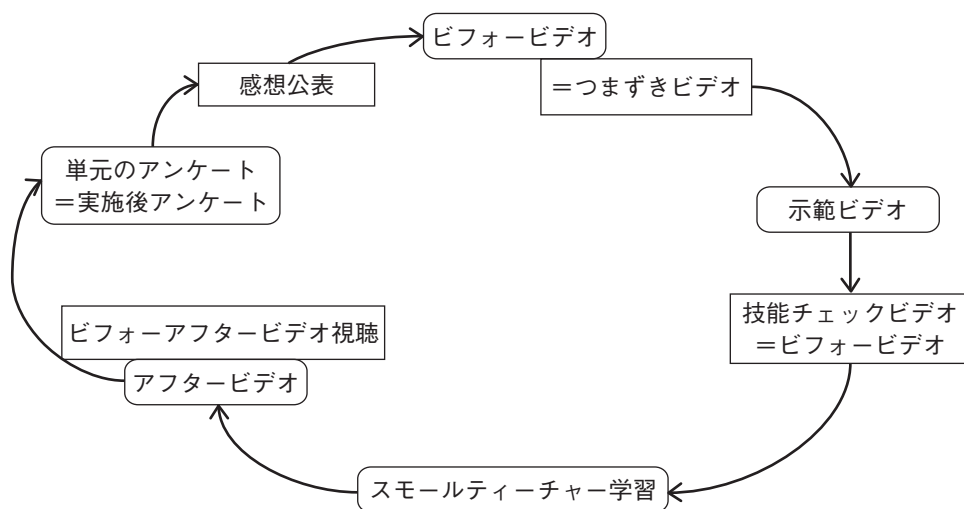 ビフォービデオ
＝つまずきビデオ
示範ビデオ
技能チェックビデオ
＝ビフォービデオ
スモールティーチャー学習
アフタービデオ
ビフォーアフタービデオ視聴
単元のアンケート
＝実施後アンケート
感想公表